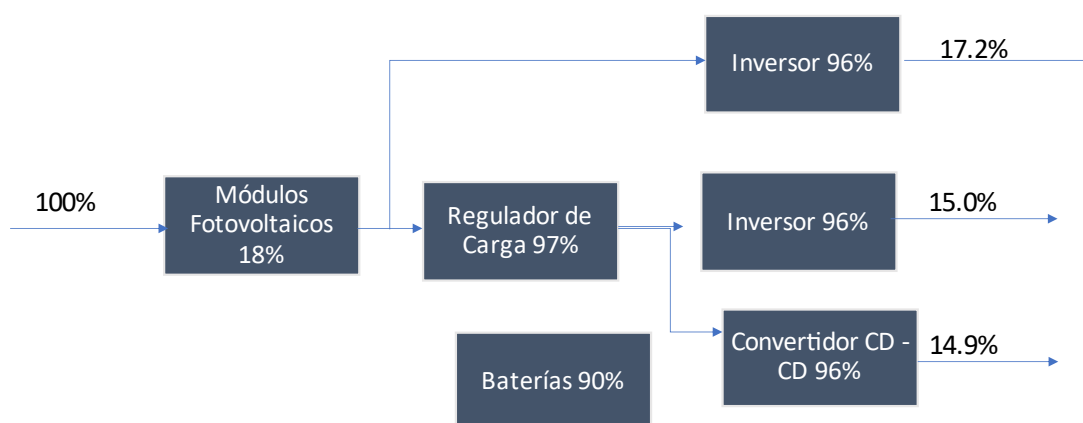 Inversor 96%
17.2%
100%
Módulos
Fotovoltaicos
18%
Regulador de
Carga 97%
Inversor 96%
15.0%
Convertidor CD -
CD 96%
14.9%
Baterías 90%